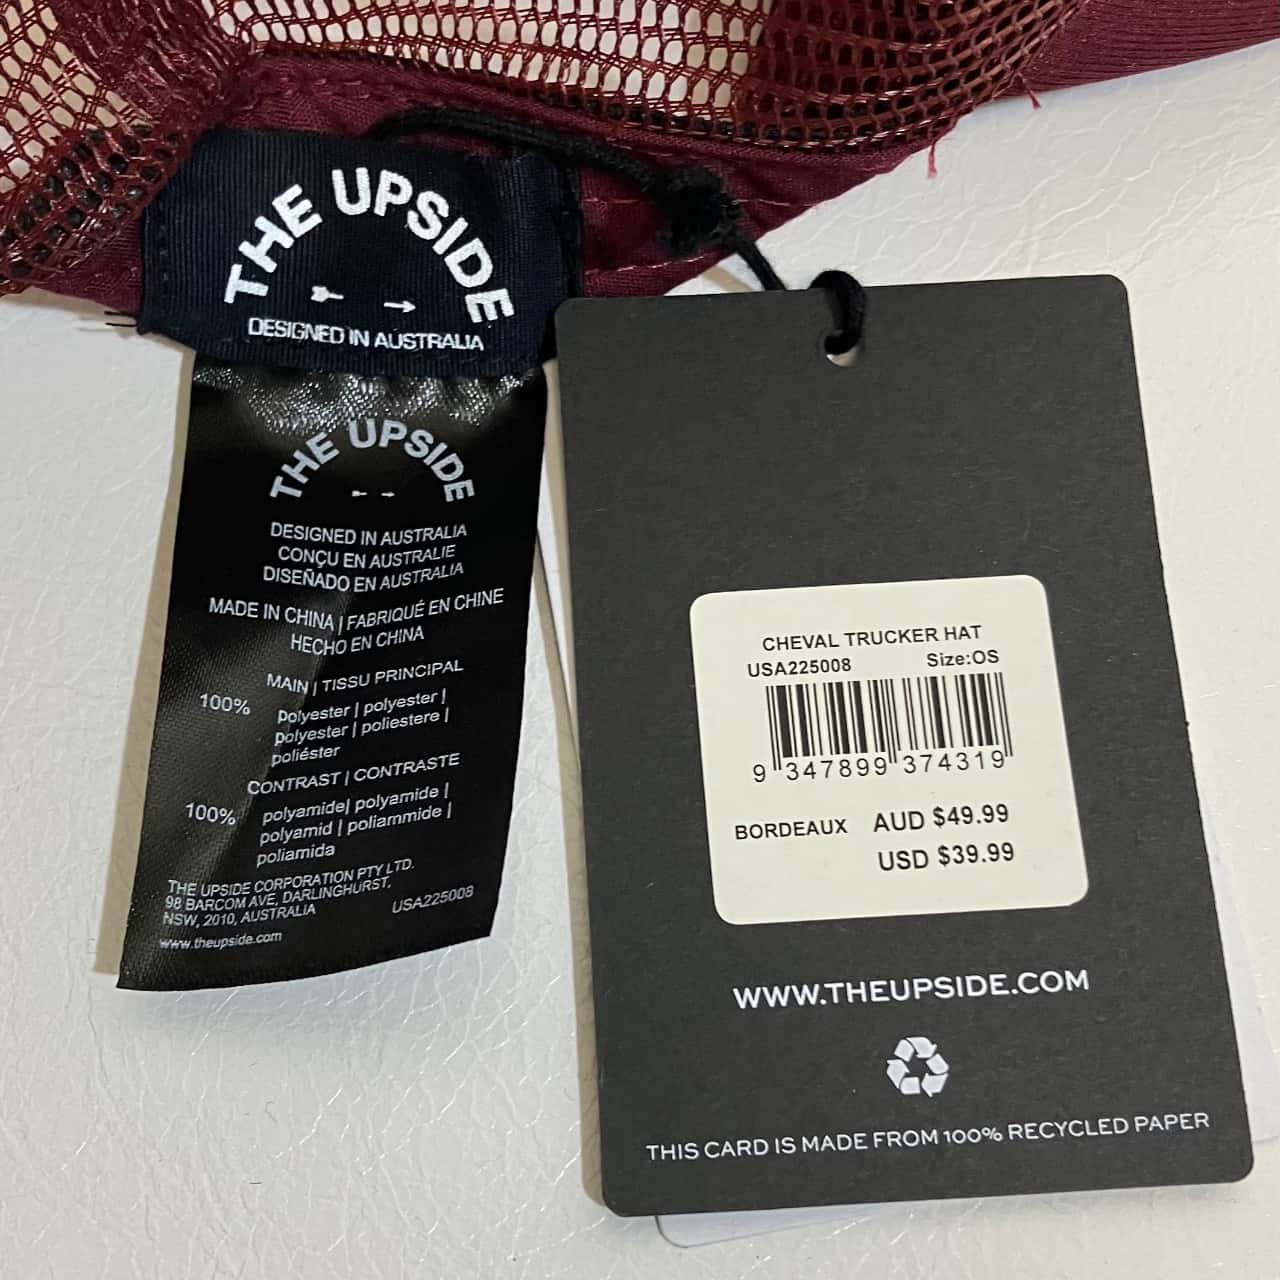 THE UPSIDE
DESIGNED IN AUSTRALIA
THE UPSIDE
DESIGNED IN AUSTRALIA
CONÇU EN AUSTRALIE
DISEÑADO EN AUSTRALIA
MADE IN CHINA | FABRIQUÉ EN CHINE
HECHO EN CHINA
MAIN | TISSU PRINCIPAL
100% polyester | polyester |
polyester | poliestere |
poliéster
CONTRAST | CONTRASTE
100% polyamide| polyamide |
polyamid | poliammide |
poliamida
THE UPSIDE CORPORATION PTY LTD.
98 BARCOM AVE, DARLINGHURST,
NSW, 2010, AUSTRALIA USA225008
www.theupside.com
CHEVAL TRUCKER HAT
USA225008 Size:OS
9 347899 374319
BORDEAUX AUD $49.99
USD $39.99
WWW.THEUPSIDE.COM
THIS CARD IS MADE FROM 100% RECYCLED PAPER